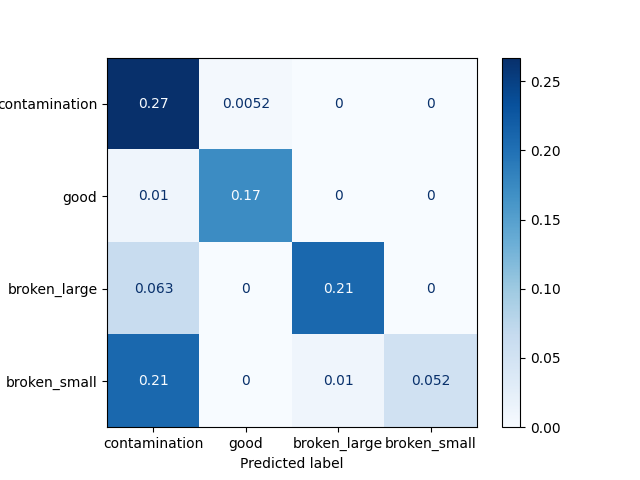 contamination 0.27 0.0052 0 0
good 0.01 0.17 0 0
broken_large 0.063 0 0.21 0
broken_small 0.21 0 0.01 0.052
contamination good broken_large broken_small
Predicted label
0.25
0.20
0.15
0.10
0.05
0.00